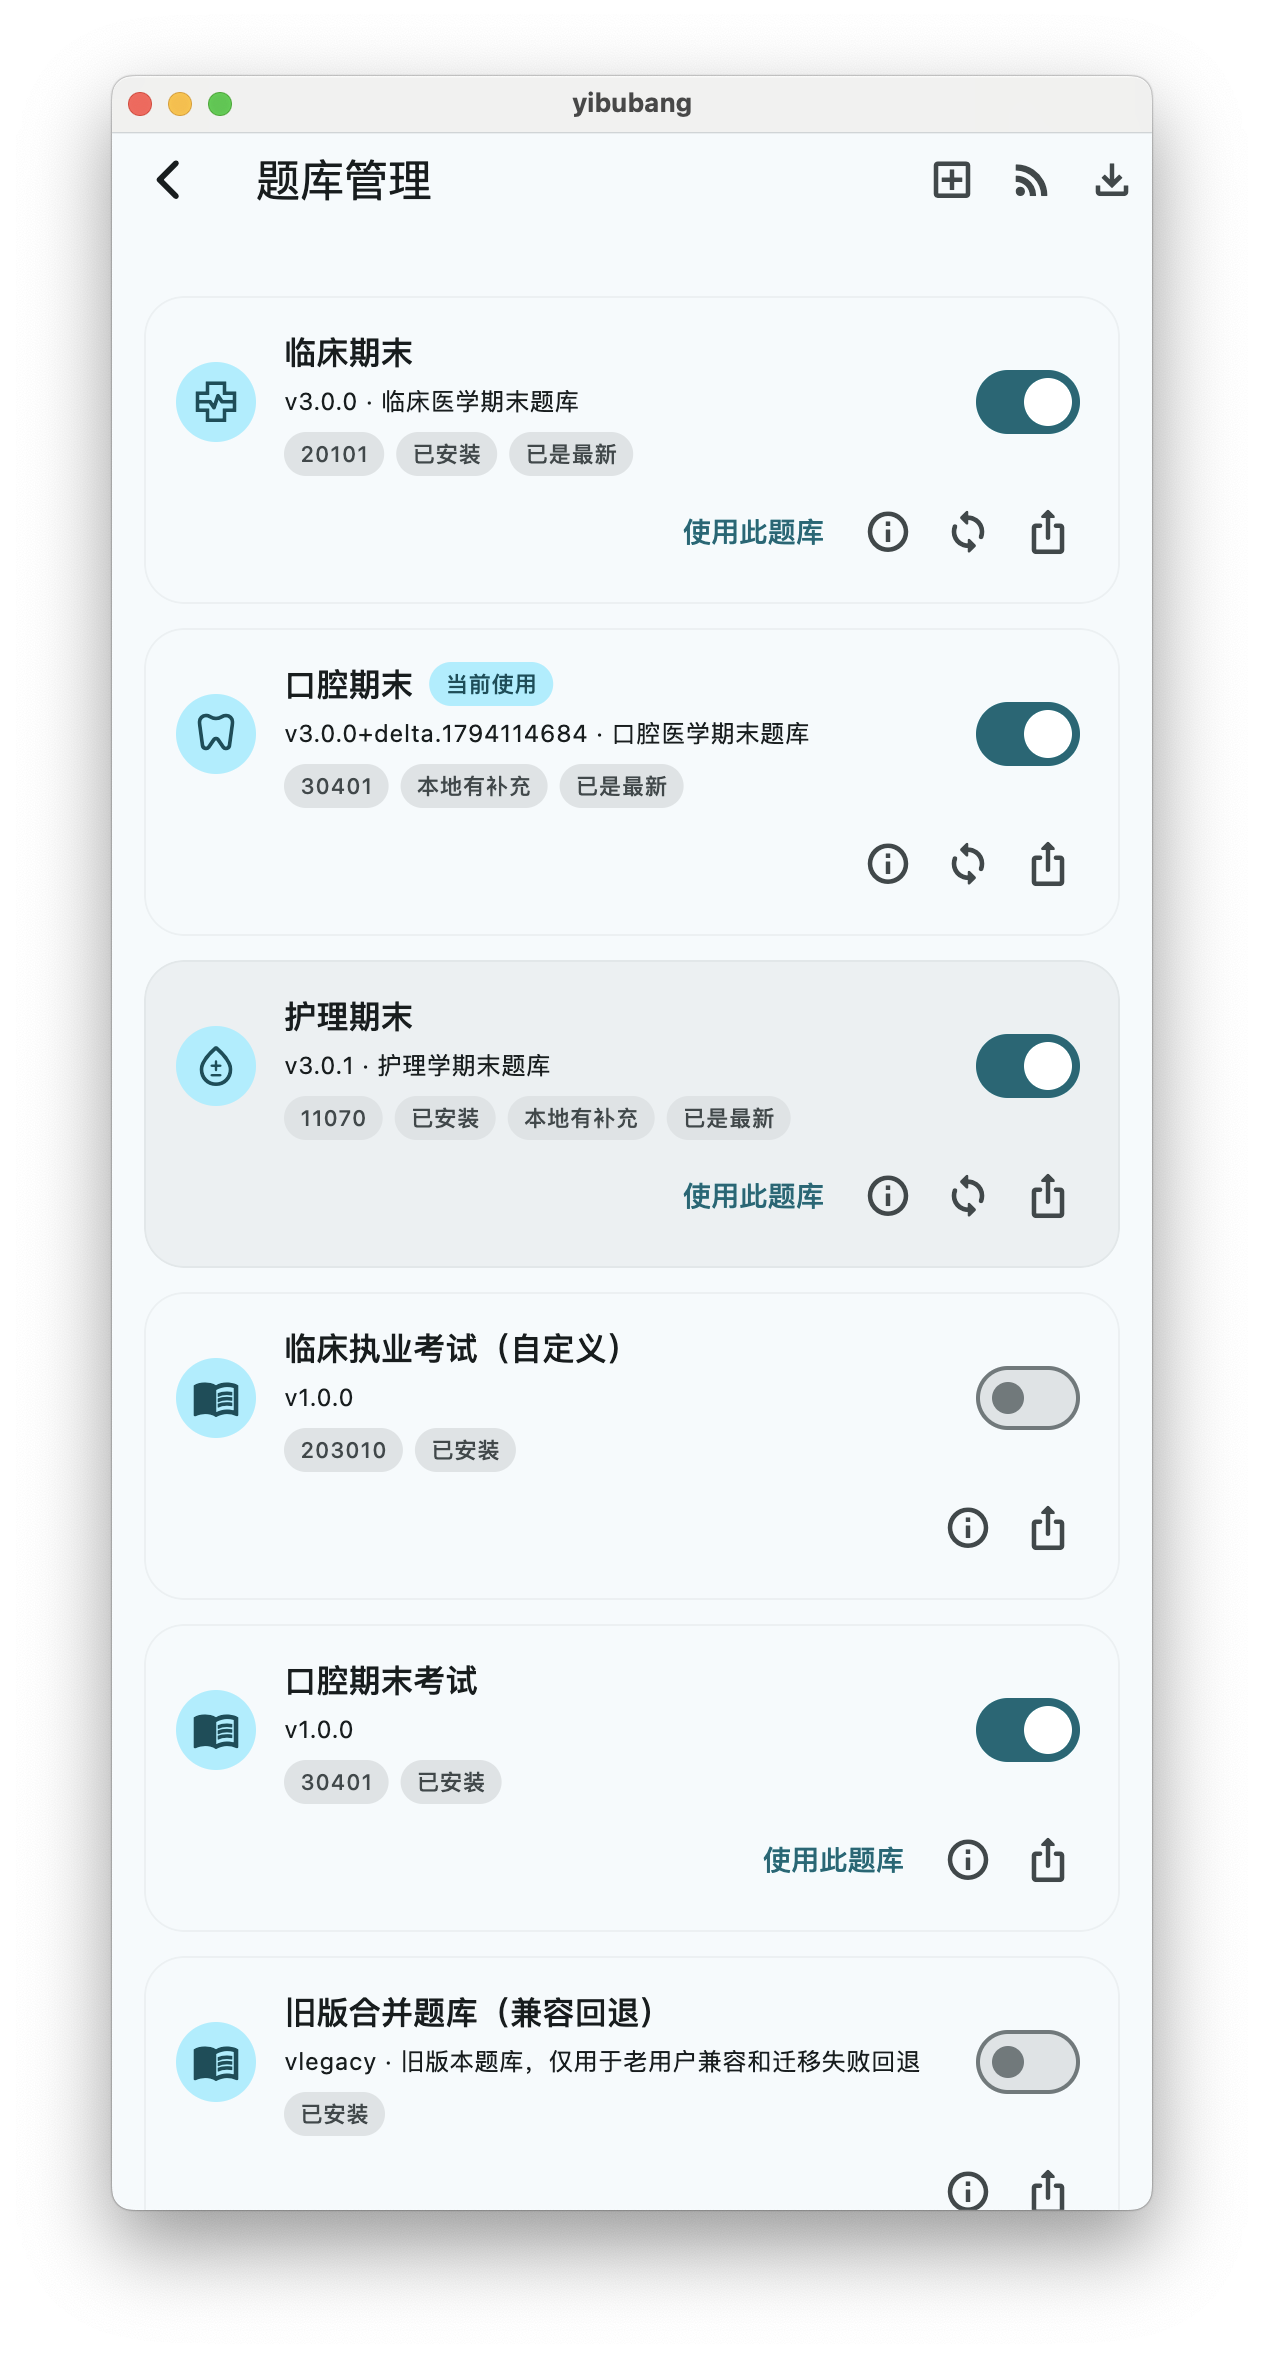 yibubang
题库管理
临床期末
v3.0.0 · 临床医学期末题库
20101 已安装 已是最新
使用此题库
口腔期末 当前使用
v3.0.0+delta.1794114684 · 口腔医学期末题库
30401 本地有补充 已是最新
护理期末
v3.0.1 · 护理学期末题库
11070 已安装 本地有补充 已是最新
使用此题库
临床执业考试（自定义）
v1.0.0
203010 已安装
口腔期末考试
v1.0.0
30401 已安装
使用此题库
旧版合并题库（兼容回退）
vlegacy · 旧版本题库，仅用于老用户兼容和迁移失败回退
已安装